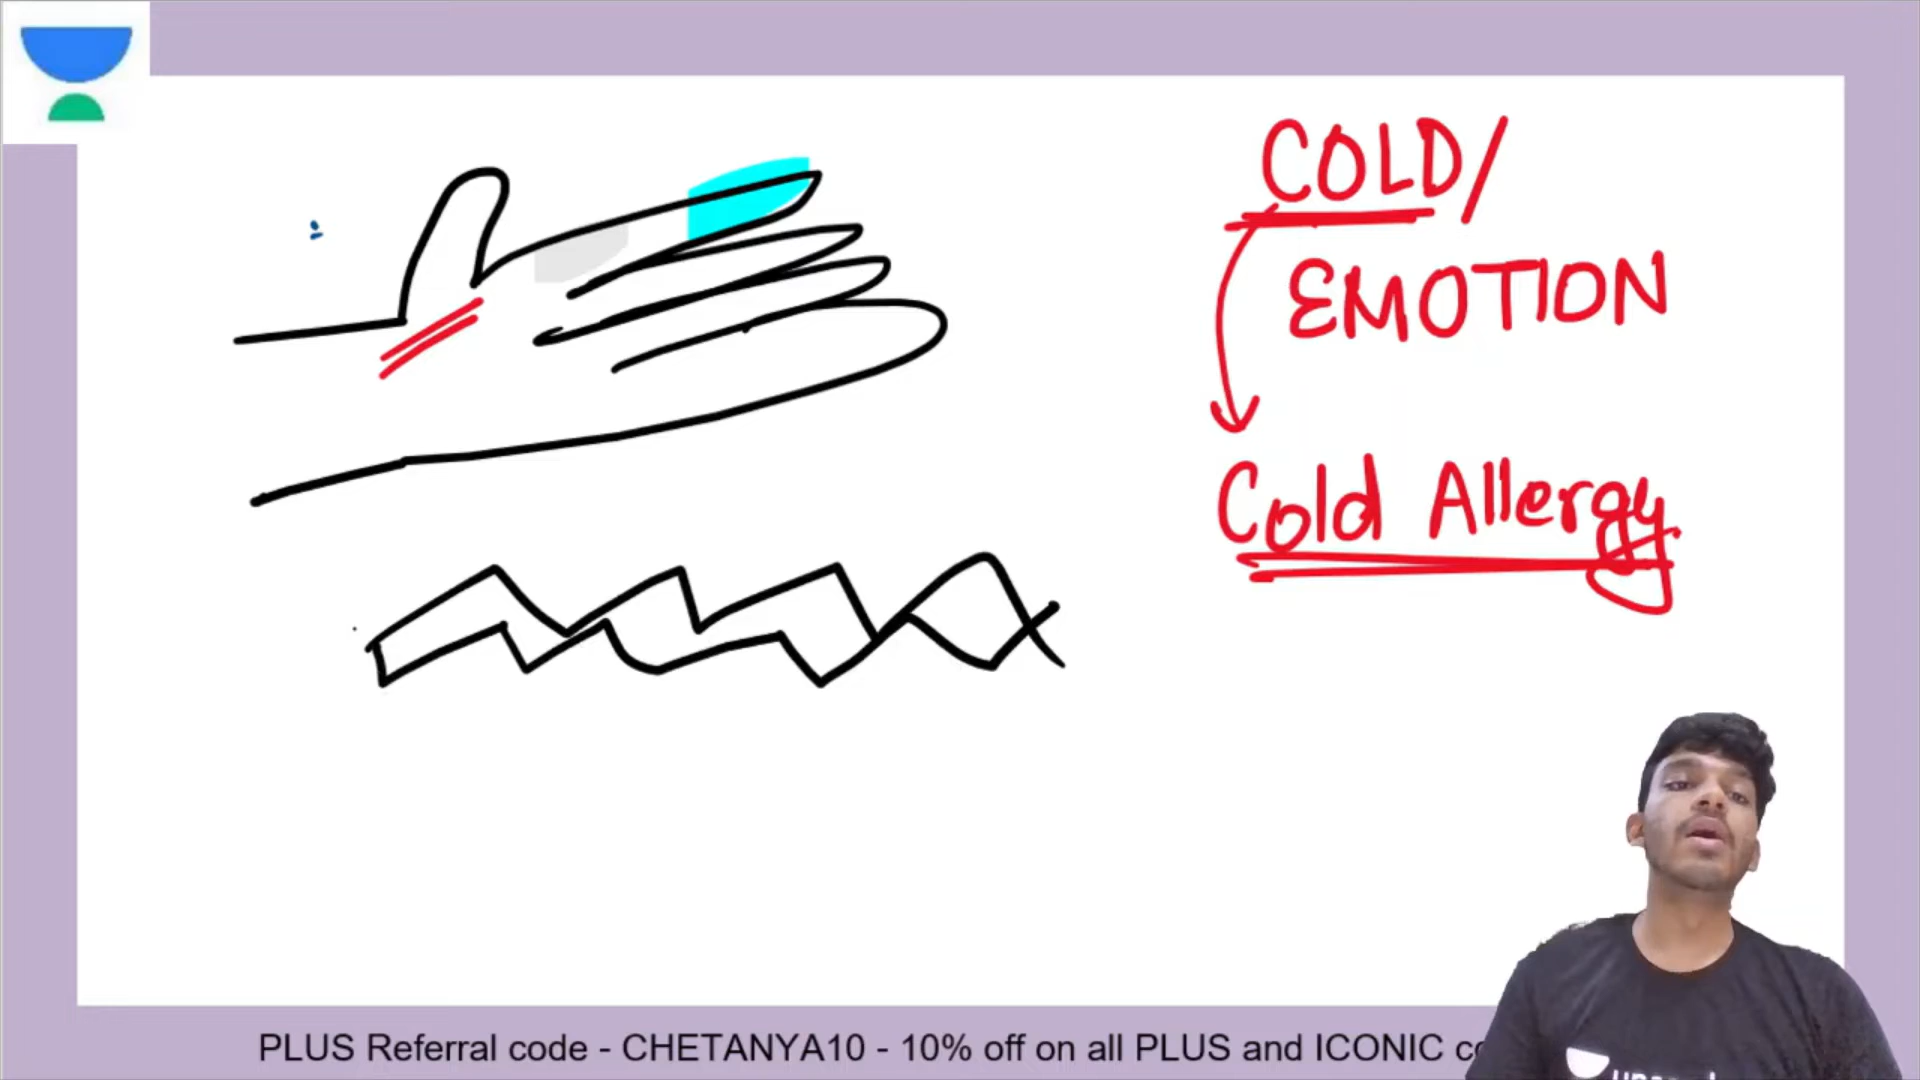 COLD/
EMOTION
Cold Allergy
PLUS Referral code - CHETANYA10 - 10% off on all PLUS and ICONIC